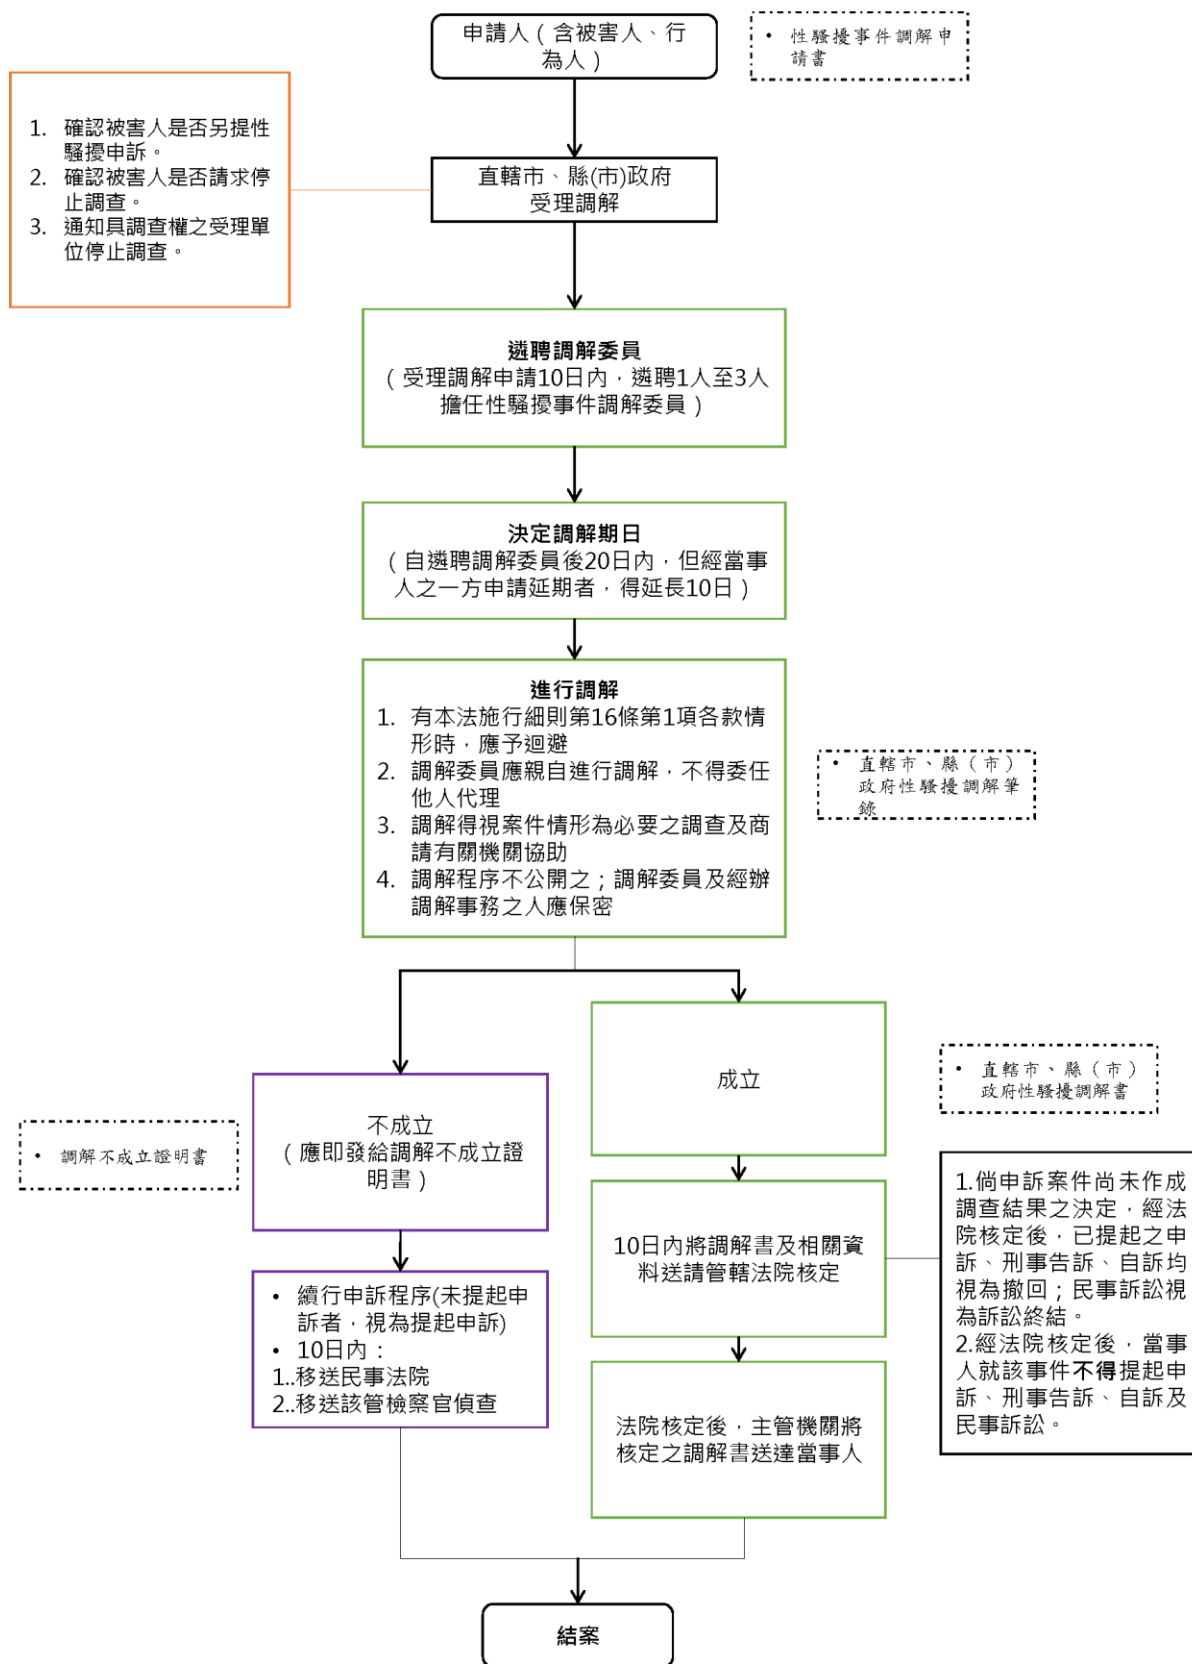 申請人（含被害人、行
為人）
• 性騷擾事件調解申
請書
1. 確認被害人是否另提性
騷擾申訴。
2. 確認被害人是否請求停
止調查。
3. 通知具調查權之受理單
位停止調查。
直轄市、縣(市)政府
受理調解
遴聘調解委員
（受理調解申請10日內，遴聘1人至3人
擔任性騷擾事件調解委員）
決定調解期日
（自遴聘調解委員後20日內，但經當事
人之一方申請延期者，得延長10日）
進行調解
1. 有本法施行細則第16條第1項各款情
形時，應予迴避
2. 調解委員應親自進行調解，不得委任
他人代理
3. 調解得視案件情形為必要之調查及商
請有關機關協助
4. 調解程序不公開之；調解委員及經辦
調解事務之人應保密
• 直轄市、縣（市）
政府性騷擾調解筆
錄
成立
• 直轄市、縣（市）
政府性騷擾調解書
不成立
（應即發給調解不成立證
明書）
• 調解不成立證明書
10日內將調解書及相關資
料送請管轄法院核定
1.倘申訴案件尚未作成
調查結果之決定，經法
院核定後，已提起之申
訴、刑事告訴、自訴均
視為撤回；民事訴訟視
為訴訟終結。
2.經法院核定後，當事
人就該事件不得提起申
訴、刑事告訴、自訴及
民事訴訟。
• 續行申訴程序(未提起申
訴者，視為提起申訴)
• 10日內：
1..移送民事法院
2..移送該管檢察官偵查
法院核定後，主管機關將
核定之調解書送達當事人
結案